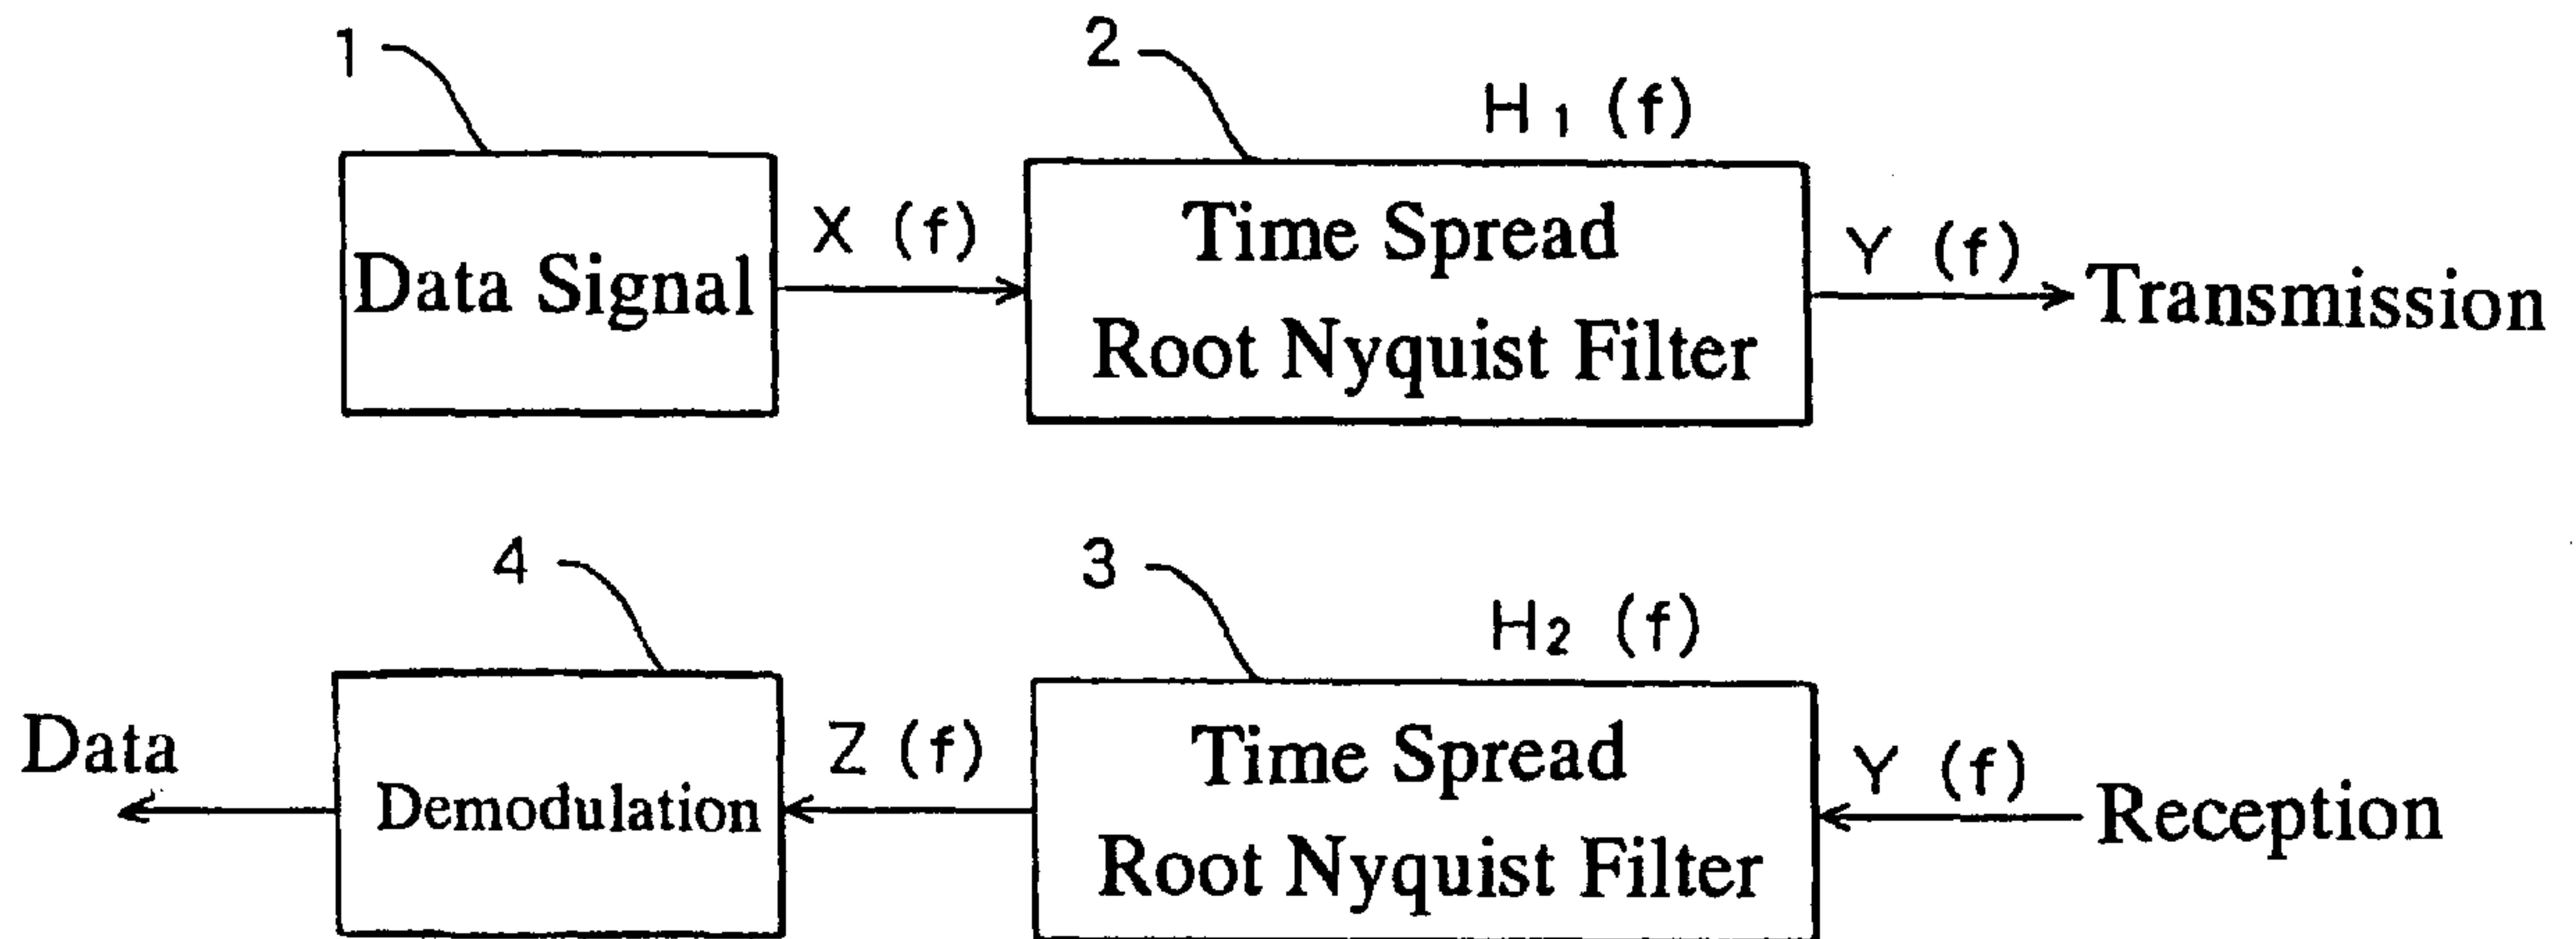 1
2
H₁ (f)
Data Signal
X (f)
Time Spread
Root Nyquist Filter
Y (f)
Transmission
4
3
H₂ (f)
Data
Demodulation
Z (f)
Time Spread
Root Nyquist Filter
Y (f)
Reception